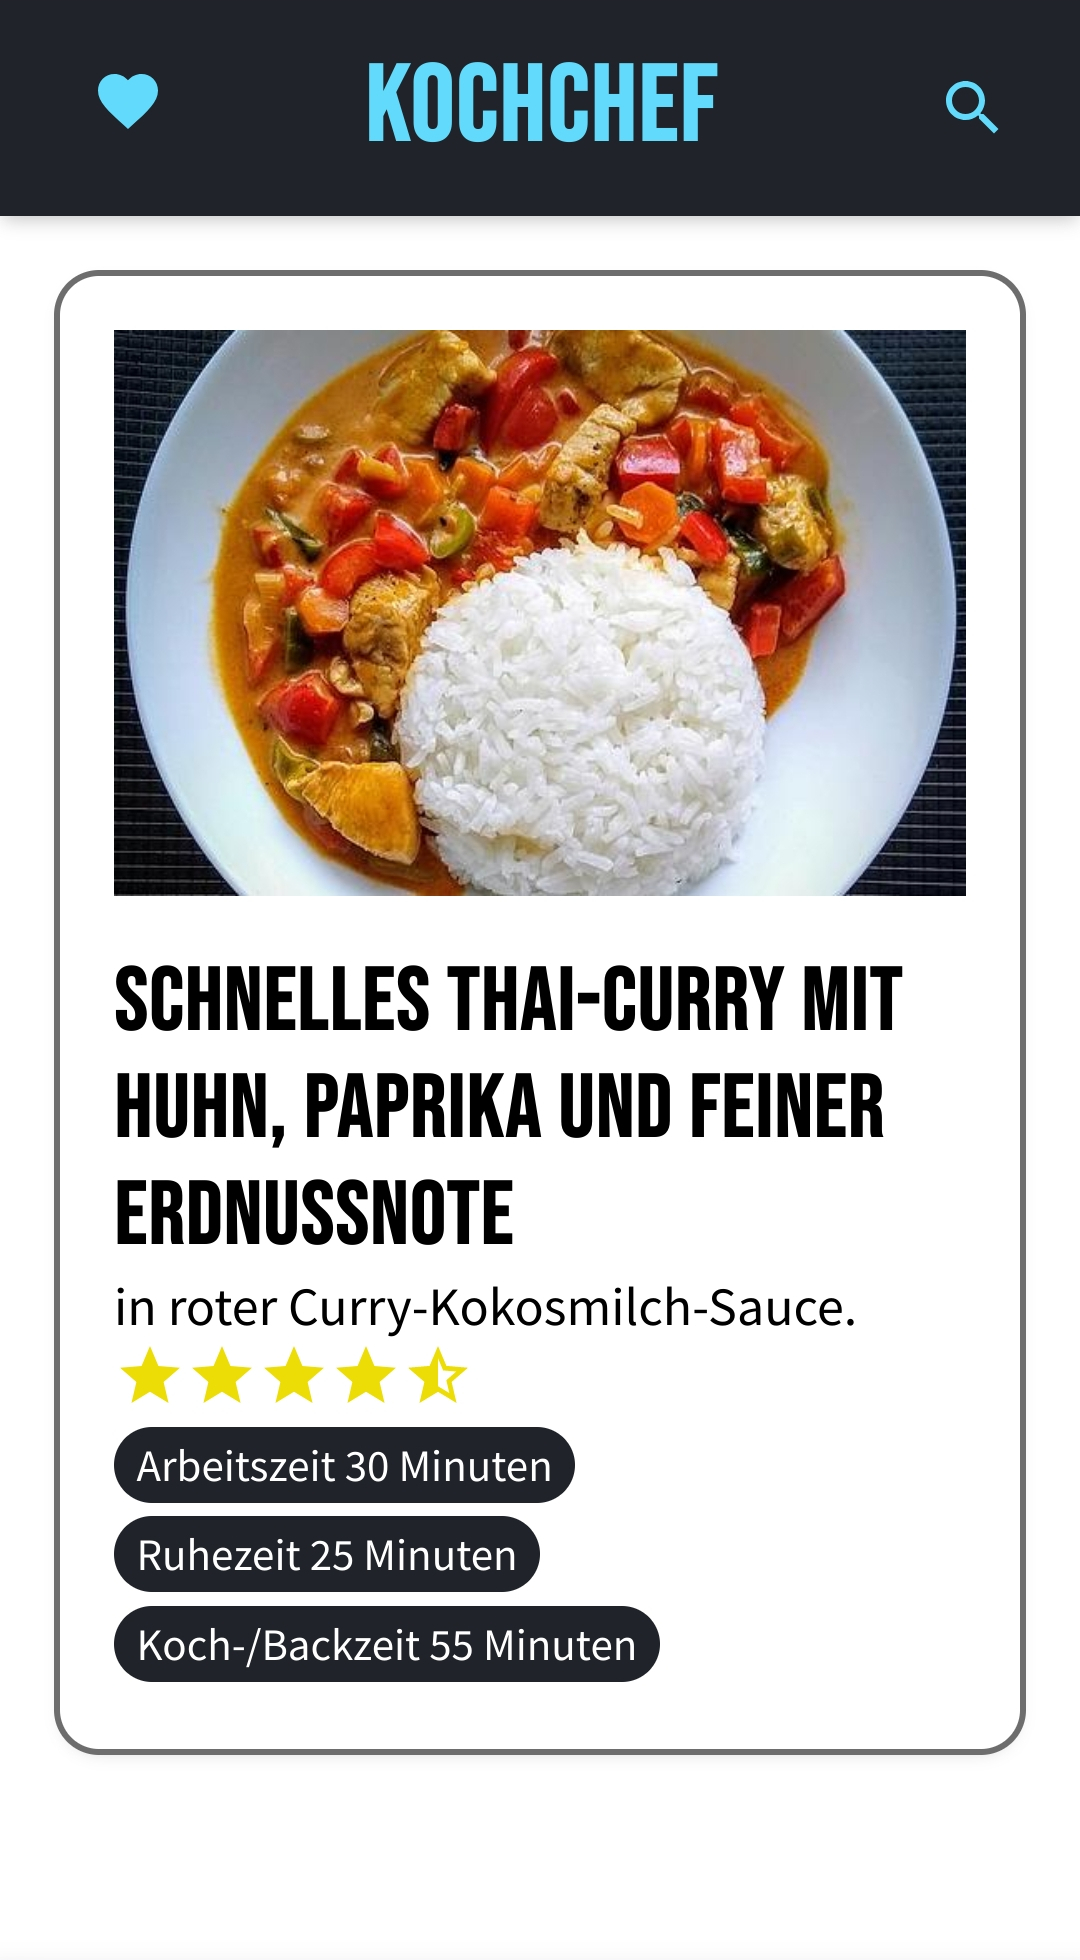 KOCHCHEF
SCHNELLES THAI-CURRY MIT
HUHN, PAPRIKA UND FEINER
ERDNUSSNOTE
in roter Curry-Kokosmilch-Sauce.
Arbeitszeit 30 Minuten
Ruhezeit 25 Minuten
Koch-/Backzeit 55 Minuten